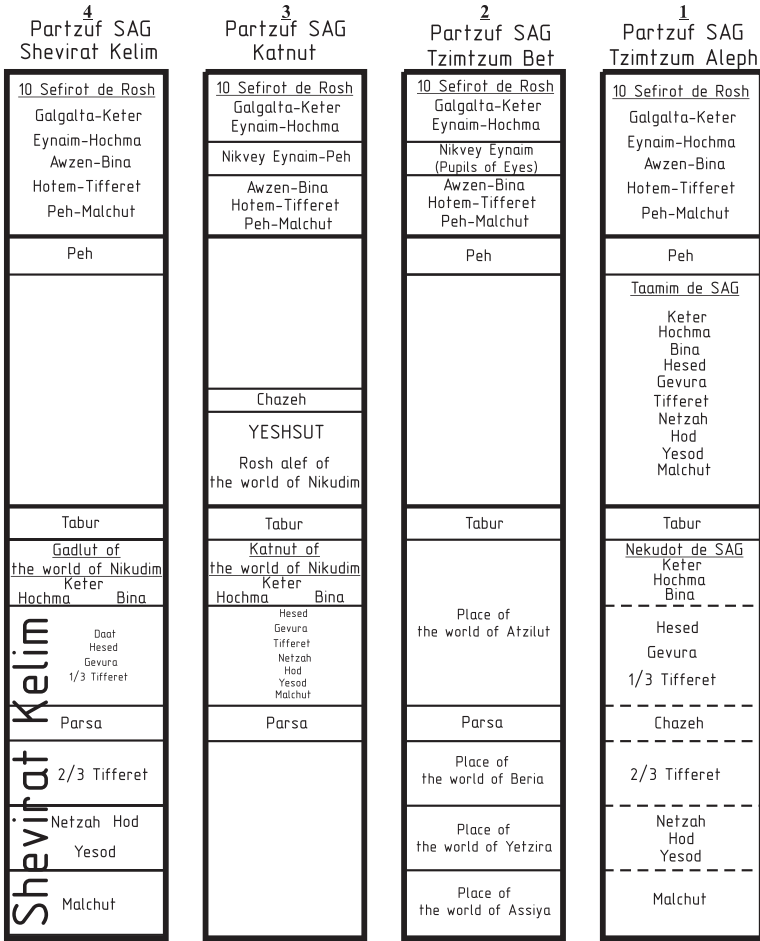 4
Partzuf SAG
Shevirat Kelim
10 Sefirot de Rosh
Galgalta-Keter
Eynaim-Hochma
Awzen-Bina
Hotem-Tifferet
Peh-Malchut
Peh
Tabur
Gadlut of
the world of Nikudim
Keter
Hochma Bina
Daat
Hesed
Gevura
1/3 Tifferet
Parsa
2/3 Tifferet
Netzah Hod
Yesod
Malchut
Shevirat Kelim
3
Partzuf SAG
Katnut
10 Sefirot de Rosh
Galgalta-Keter
Eynaim-Hochma
Nikvey Eynaim-Peh
Awzen-Bina
Hotem-Tifferet
Peh-Malchut
Chazeh
YESHSUT
Rosh alef of
the world of Nikudim
Tabur
Katnut of
the world of Nikudim
Keter
Hochma Bina
Hesed
Gevura
Tifferet
Netzah
Hod
Yesod
Malchut
Parsa
2
Partzuf SAG
Tzimtzum Bet
10 Sefirot de Rosh
Galgalta-Keter
Eynaim-Hochma
Nikvey Eynaim
(Pupils of Eyes)
Awzen-Bina
Hotem-Tifferet
Peh-Malchut
Peh
Tabur
Place of
the world of Atzilut
Parsa
Place of
the world of Beria
Place of
the world of Yetzira
Place of
the world of Assiya
1
Partzuf SAG
Tzimtzum Aleph
10 Sefirot de Rosh
Galgalta-Keter
Eynaim-Hochma
Awzen-Bina
Hotem-Tifferet
Peh-Malchut
Peh
Taamim de SAG
Keter
Hochma
Bina
Hesed
Gevura
Tifferet
Netzah
Hod
Yesod
Malchut
Tabur
Nekudot de SAG
Keter
Hochma
Bina
Hesed
Gevura
1/3 Tifferet
Chazeh
2/3 Tifferet
Netzah
Hod
Yesod
Malchut